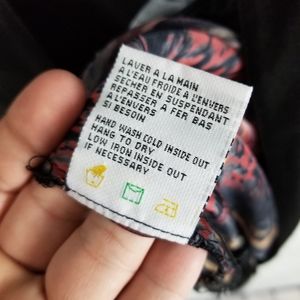 LAVER A LA MAIN
A L'EAU FROIDE A L'ENVERS
SECHER EN SUSPENDANT
REPASSER A FER BAS
A L'ENVERS
SI BESOIN
HAND WASH COLD INSIDE OUT
HANG TO DRY
LOW IRON INSIDE OUT
IF NECESSARY